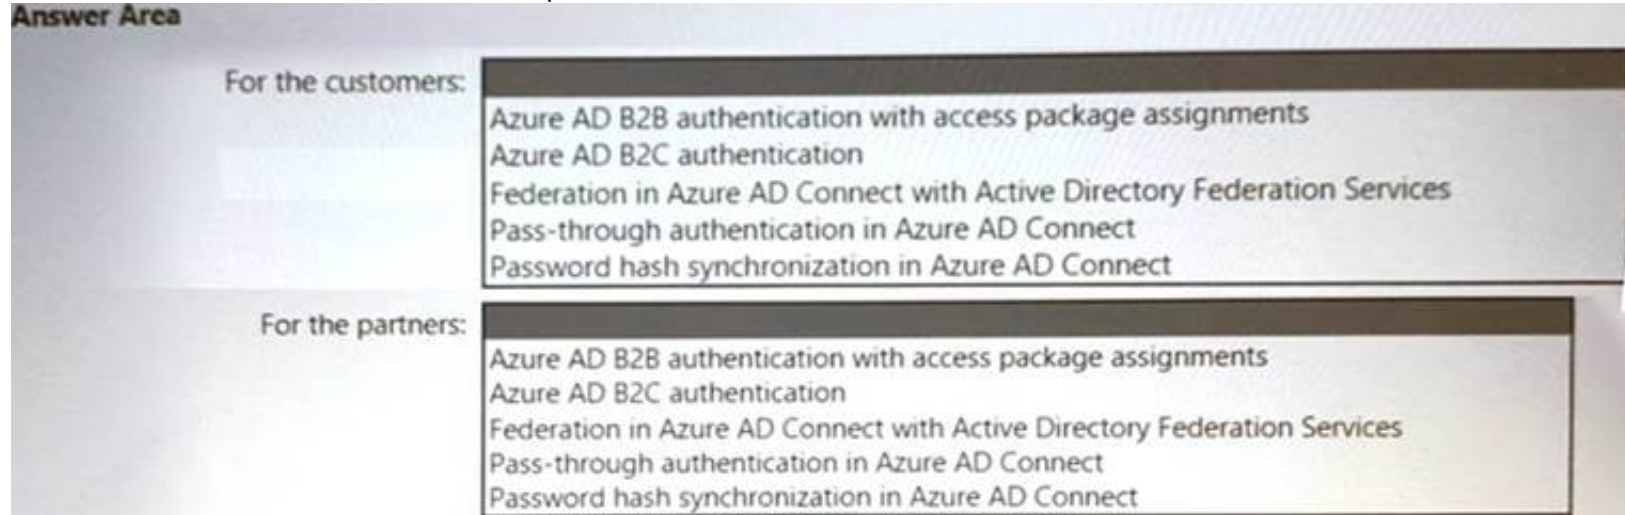 Answer Area
For the customers:
Azure AD B2B authentication with access package assignments
Azure AD B2C authentication
Federation in Azure AD Connect with Active Directory Federation Services
Pass-through authentication in Azure AD Connect
Password hash synchronization in Azure AD Connect
For the partners:
Azure AD B2B authentication with access package assignments
Azure AD B2C authentication
Federation in Azure AD Connect with Active Directory Federation Services
Pass-through authentication in Azure AD Connect
Password hash synchronization in Azure AD Connect